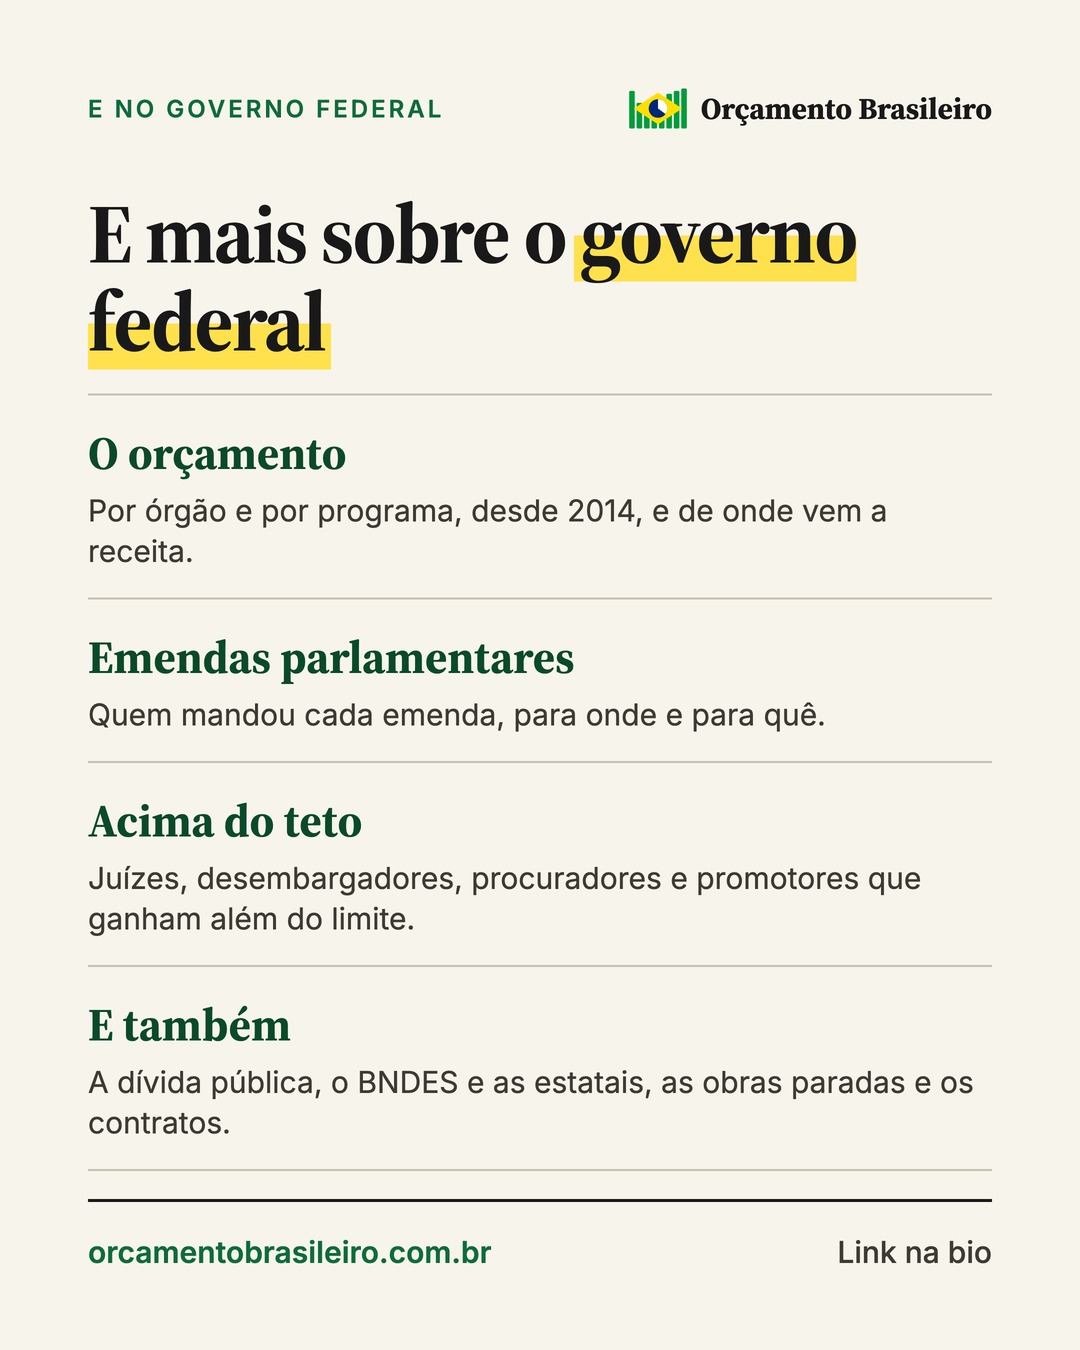 E NO GOVERNO FEDERAL
Orçamento Brasileiro
E mais sobre o governo
federal
O orçamento
Por órgão e por programa, desde 2014, e de onde vem a
receita.
Emendas parlamentares
Quem mandou cada emenda, para onde e para quê.
Acima do teto
Juízes, desembargadores, procuradores e promotores que
ganham além do limite.
E também
A dívida pública, o BNDES e as estatais, as obras paradas e os
contratos.
orcamentobrasileiro.com.br
Link na bio